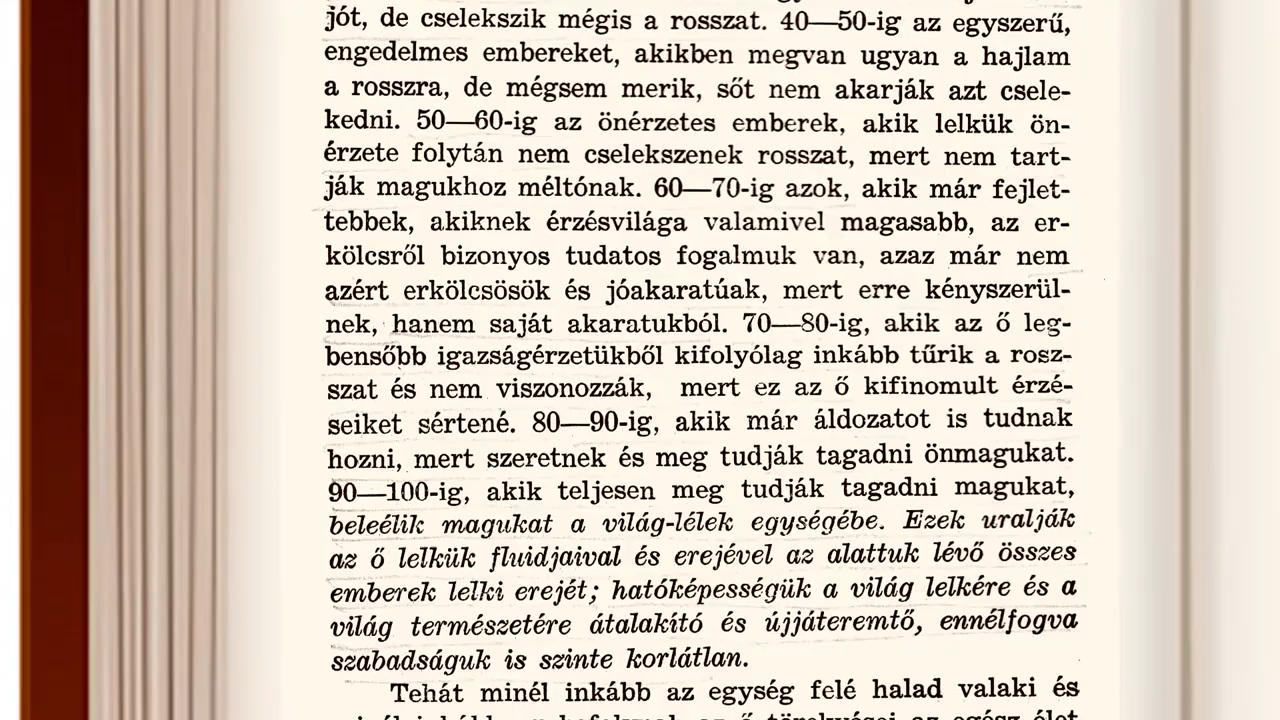 jót, de cselekszik mégis a rosszat. 40—50-ig az egyszerű,
engedelmes embereket, akikben megvan ugyan a hajlam
a rosszra, de mégsem merik, sőt nem akarják azt csele-
kedni. 50—60-ig az önérzetes emberek, akik lelkük ön-
érzete folytán nem cselekszenek rosszat, mert nem tart-
ják magukhoz méltónak. 60—70-ig azok, akik már fejlet-
tebbek, akiknek érzésvilága valamivel magasabb, az er-
kölcsről bizonyos tudatos fogalmuk van, azaz már nem
azért erkölcsösök és jóakaratúak, mert erre kényszerül-
nek, hanem saját akaratukból. 70—80-ig, akik az ő leg-
bensőbb igazságérzetükből kifolyólag inkább tűrik a rosz-
szat és nem viszonozzák, mert ez az ő kifinomult érzé-
seiket sértené. 80—90-ig, akik már áldozatot is tudnak
hozni, mert szeretnek és meg tudják tagadni önmagukat.
90—100-ig, akik teljesen meg tudják tagadni magukat,
beleélik magukat a világ-lélek egységébe. Ezek uralják
az ő lelkük fluidjaival és erejével az alattuk lévő összes
emberek lelki erejét; hatóképességük a világ lelkére és a
világ természetére átalakító és újjáteremtő, ennélfogva
szabadságuk is szinte korlátlan.
Tehát minél inkább az egység felé halad valaki és